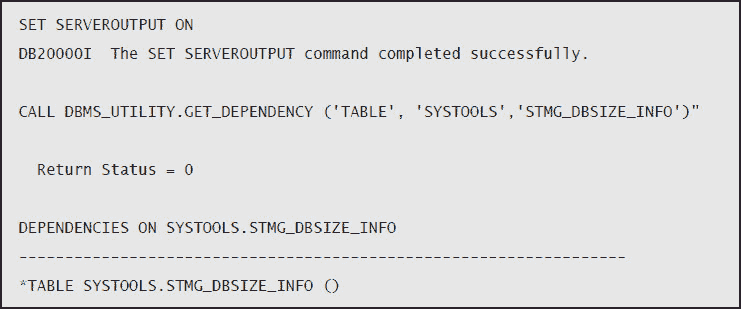 SET SERVEROUTPUT ON
DB20000I  The SET SERVEROUTPUT command completed successfully.
CALL DBMS_UTILITY.GET_DEPENDENCY ('TABLE', 'SYSTOOLS','STMG_DBSIZE_INFO')"
Return Status = 0
DEPENDENCIES ON SYSTOOLS.STMG_DBSIZE_INFO
------------------------------------------------------------------
*TABLE SYSTOOLS.STMG_DBSIZE_INFO ()